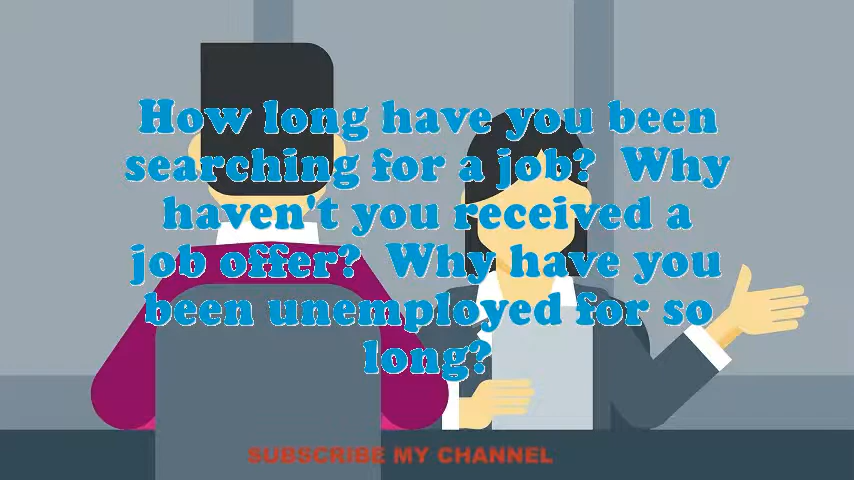 How long have you been
searching for a job?  Why
haven't you received a
job offer?  Why have you
been unemployed for so
long?
SUBSCRIBE MY CHANNEL